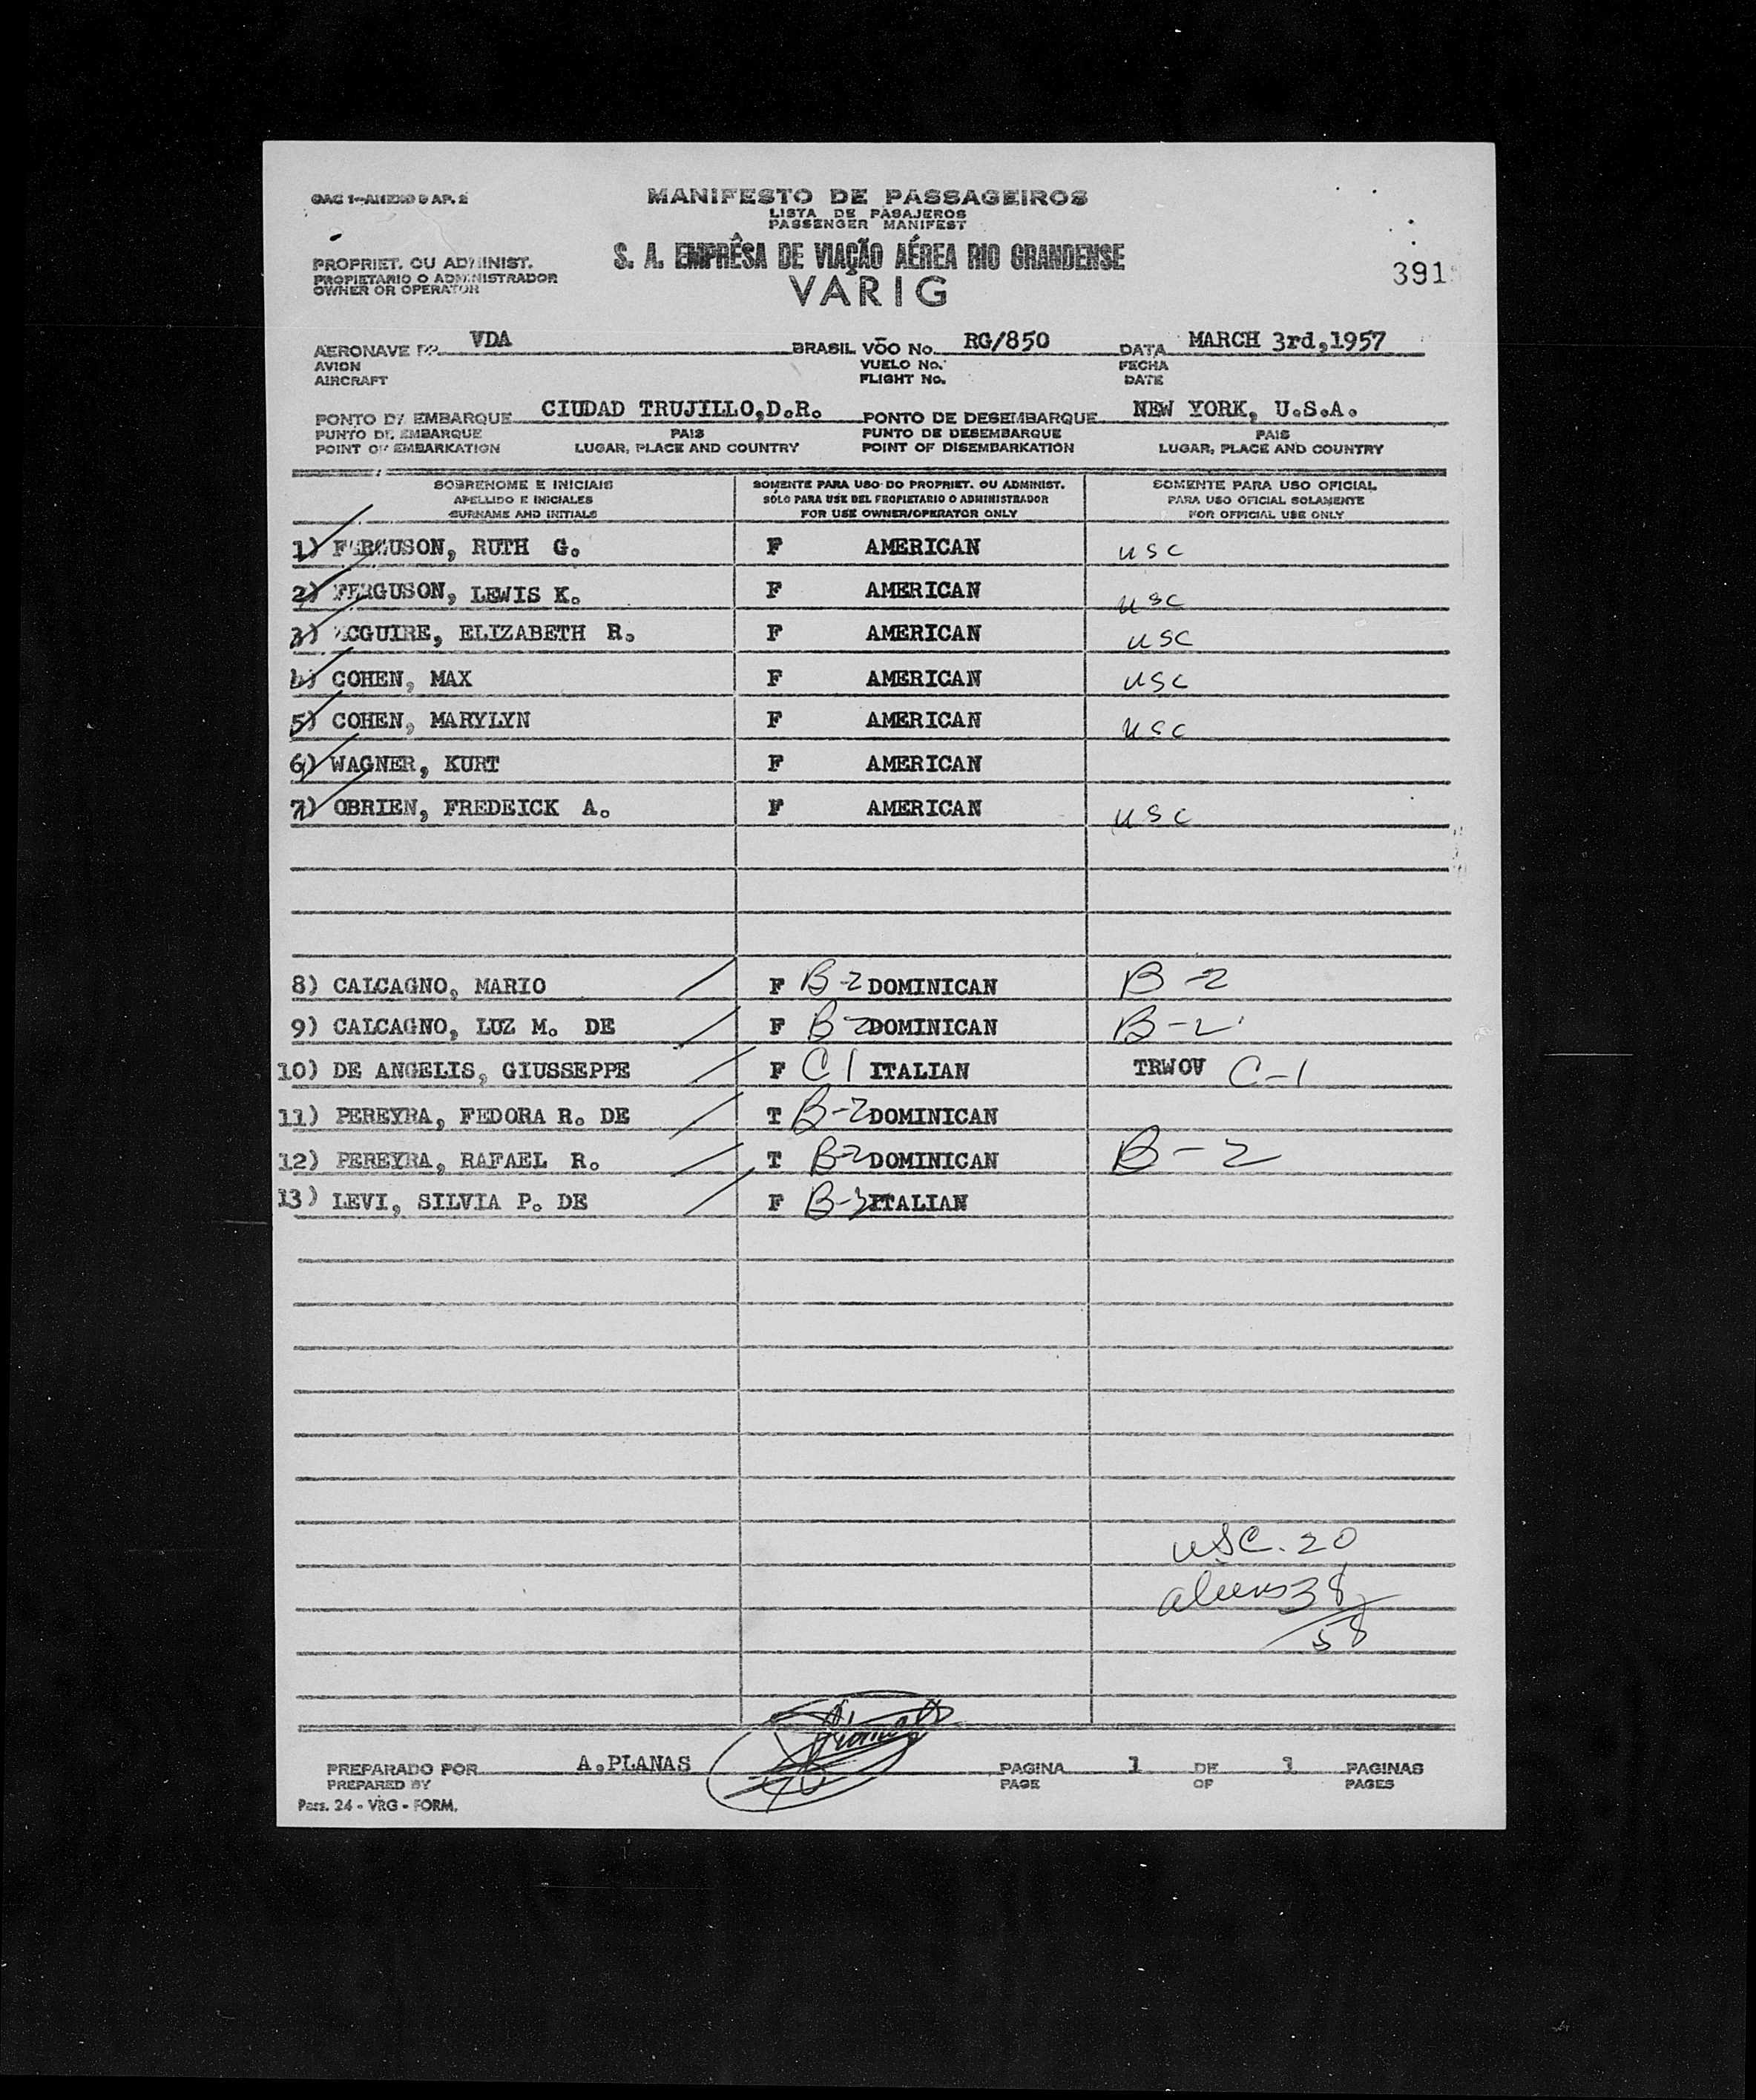 OAC 1-ANEXO 9 AP. 2
MANIFESTO DE PASSAGEIROS
LISTA DE PASAJEROS
PASSENGER MANIFEST
S. A. EMPRÊSA DE VIAÇÃO AÉREA RIO GRANDENSE
VARIG
PROPRIET. OU ADMINIST.
PROPIETARIO O ADMINISTRADOR
OWNER OR OPERATOR
391
AERONAVE PP. VDA BRASIL VÔO No. RG/850 DATA MARCH 3rd,1957
AVION VUELO No. FECHA
AIRCRAFT FLIGHT No. DATE
PONTO DE EMBARQUE CIUDAD TRUJILLO,D.R. PONTO DE DESEMBARQUE NEW YORK, U.S.A.
PUNTO DE EMBARQUE PAIS PUNTO DE DESEMBARQUE PAIS
POINT OF EMBARKATION LUGAR, PLACE AND COUNTRY POINT OF DISEMBARKATION LUGAR, PLACE AND COUNTRY
SOBRENOME E INICIAIS SOMENTE PARA USO DO PROPRIET. OU ADMINIST. SOMENTE PARA USO OFICIAL
APELLIDO E INICIALES SÓLO PARA USE DEL PROPIETARIO O ADMINISTRADOR PARA USO OFICIAL SOLAMENTE
SURNAME AND INITIALS FOR USE OWNER/OPERATOR ONLY FOR OFFICIAL USE ONLY
1) FERGUSON, RUTH G. F AMERICAN USC
2) FERGUSON, LEWIS K. F AMERICAN USC
3) MCGUIRE, ELIZABETH R. F AMERICAN USC
4) COHEN, MAX F AMERICAN USC
5) COHEN, MARYLYN F AMERICAN USC
6) WAGNER, KURT F AMERICAN
7) OBRIEN, FREDEICK A. F AMERICAN USC
8) CALCAGNO, MARIO F B-2 DOMINICAN B-2
9) CALCAGNO, LUZ M. DE F B-2 DOMINICAN B-2
10) DE ANGELIS, GIUSSEPPE F C1 ITALIAN TRWOV C-1
11) PEREYRA, FEDORA R. DE T B-2 DOMINICAN
12) PEREYRA, RAFAEL R. T B-2 DOMINICAN B-2
13) LEVI, SILVIA P. DE F B-2 ITALIAN
USC. 20
aliens 38
58
PREPARADO POR A.PLANAS PAGINA 1 DE 1 PAGINAS
PREPARED BY PAGE OF PAGES
Pass. 24 - VRG - FORM.